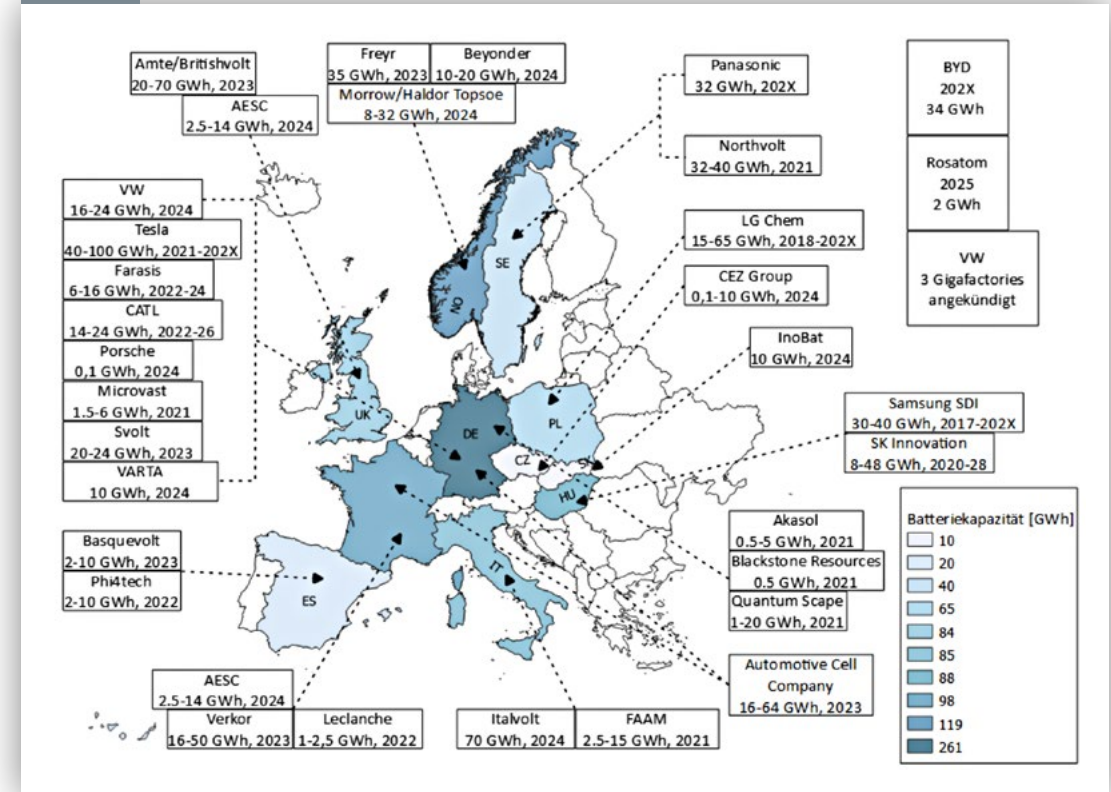 Amte/Britishvolt
20-70 GWh, 2023
AESC
2.5-14 GWh, 2024
Freyr
35 GWh, 2023
Beyonder
10-20 GWh, 2024
Morrow/Haldor Topsoe
8-32 GWh, 2024
Panasonic
32 GWh, 202X
Northvolt
32-40 GWh, 2021
BYD
202X
34 GWh
Rosatom
2025
2 GWh
VW
3 Gigafactories
angekündigt
VW
16-24 GWh, 2024
Tesla
40-100 GWh, 2021-202X
Farasis
6-16 GWh, 2022-24
CATL
14-24 GWh, 2022-26
Porsche
0,1 GWh, 2024
Microvast
1.5-6 GWh, 2021
Svolt
20-24 GWh, 2023
VARTA
10 GWh, 2024
LG Chem
15-65 GWh, 2018-202X
CEZ Group
0,1-10 GWh, 2024
InoBat
10 GWh, 2024
Samsung SDI
30-40 GWh, 2017-202X
SK Innovation
8-48 GWh, 2020-28
SE
NO
UK
DE
PL
CZ
SK
HU
IT
ES
Basquevolt
2-10 GWh, 2023
Phi4tech
2-10 GWh, 2022
Akasol
0.5-5 GWh, 2021
Blackstone Resources
0.5 GWh, 2021
Quantum Scape
1-20 GWh, 2021
Automotive Cell
Company
16-64 GWh, 2023
AESC
2.5-14 GWh, 2024
Verkor
16-50 GWh, 2023
Leclanche
1-2,5 GWh, 2022
Italvolt
70 GWh, 2024
FAAM
2.5-15 GWh, 2021
Batteriekapazität [GWh]
10
20
40
65
84
85
88
98
119
261